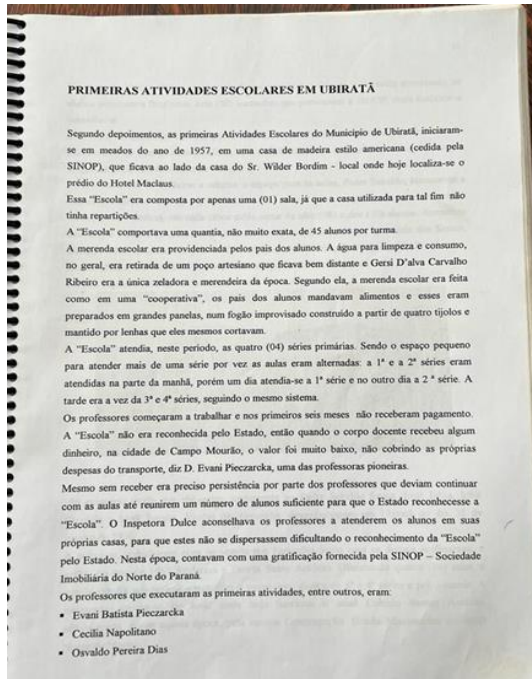 PRIMEIRAS ATIVIDADES ESCOLARES EM UBIRATÃ
Segundo depoimentos, as primeiras Atividades Escolares do Município de Ubiratã, iniciaram-
se em meados do ano de 1957, em uma casa de madeira estilo americana (cedida pela
SINOP), que ficava ao lado da casa do Sr. Wilder Bordim - local onde hoje localiza-se o
prédio do Hotel Maclaus.
Essa “Escola” era composta por apenas uma (01) sala, já que a casa utilizada para tal fim não
tinha repartições.
A “Escola” comportava uma quantia, não muito exata, de 45 alunos por turma.
A merenda escolar era providenciada pelos pais dos alunos. A água para limpeza e consumo,
no geral, era retirada de um poço artesiano que ficava bem distante e Gersi D’alva Carvalho
Ribeiro era a única zeladora e merendeira da época. Segundo ela, a merenda escolar era feita
como em uma “cooperativa”, os pais dos alunos mandavam alimentos e esses eram
preparados em grandes panelas, num fogão improvisado construído a partir de quatro tijolos e
mantido por lenhas que eles mesmos cortavam.
A “Escola” atendia, neste período, as quatro (04) séries primárias. Sendo o espaço pequeno
para atender mais de uma série por vez as aulas eram alternadas: a 1ª e a 2ª séries eram
atendidas na parte da manhã, porém um dia atendia-se a 1ª série e no outro dia a 2 ª série. A
tarde era a vez da 3ª e 4ª séries, seguindo o mesmo sistema.
Os professores começaram a trabalhar e nos primeiros seis meses não receberam pagamento.
A “Escola” não era reconhecida pelo Estado, então quando o corpo docente recebeu algum
dinheiro, na cidade de Campo Mourão, o valor foi muito baixo, não cobrindo as próprias
despesas do transporte, diz D. Evani Pieczarcka, uma das professoras pioneiras.
Mesmo sem receber era preciso persistência por parte dos professores que deviam continuar
com as aulas até reunirem um número de alunos suficiente para que o Estado reconhecesse a
“Escola”. O Inspetora Dulce aconselhava os professores a atenderem os alunos em suas
próprias casas, para que estes não se dispersassem dificultando o reconhecimento da “Escola”
pelo Estado. Nesta época, contavam com uma gratificação fornecida pela SINOP – Sociedade
Imobiliária do Norte do Paraná.
Os professores que executaram as primeiras atividades, entre outros, eram:
▪ Evani Batista Pieczarcka
▪ Cecilia Napolitano
▪ Osvaldo Pereira Dias